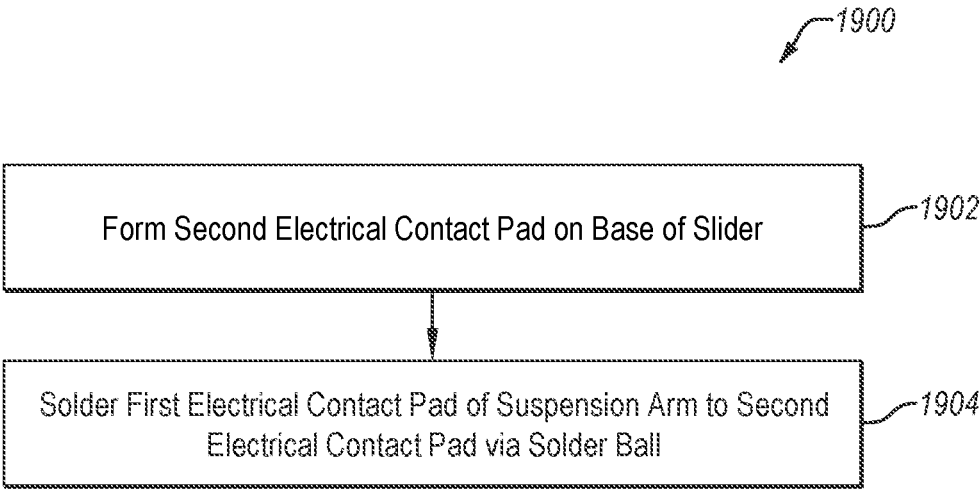 1900
Form Second Electrical Contact Pad on Base of Slider
1902
Solder First Electrical Contact Pad of Suspension Arm to Second
Electrical Contact Pad via Solder Ball
1904